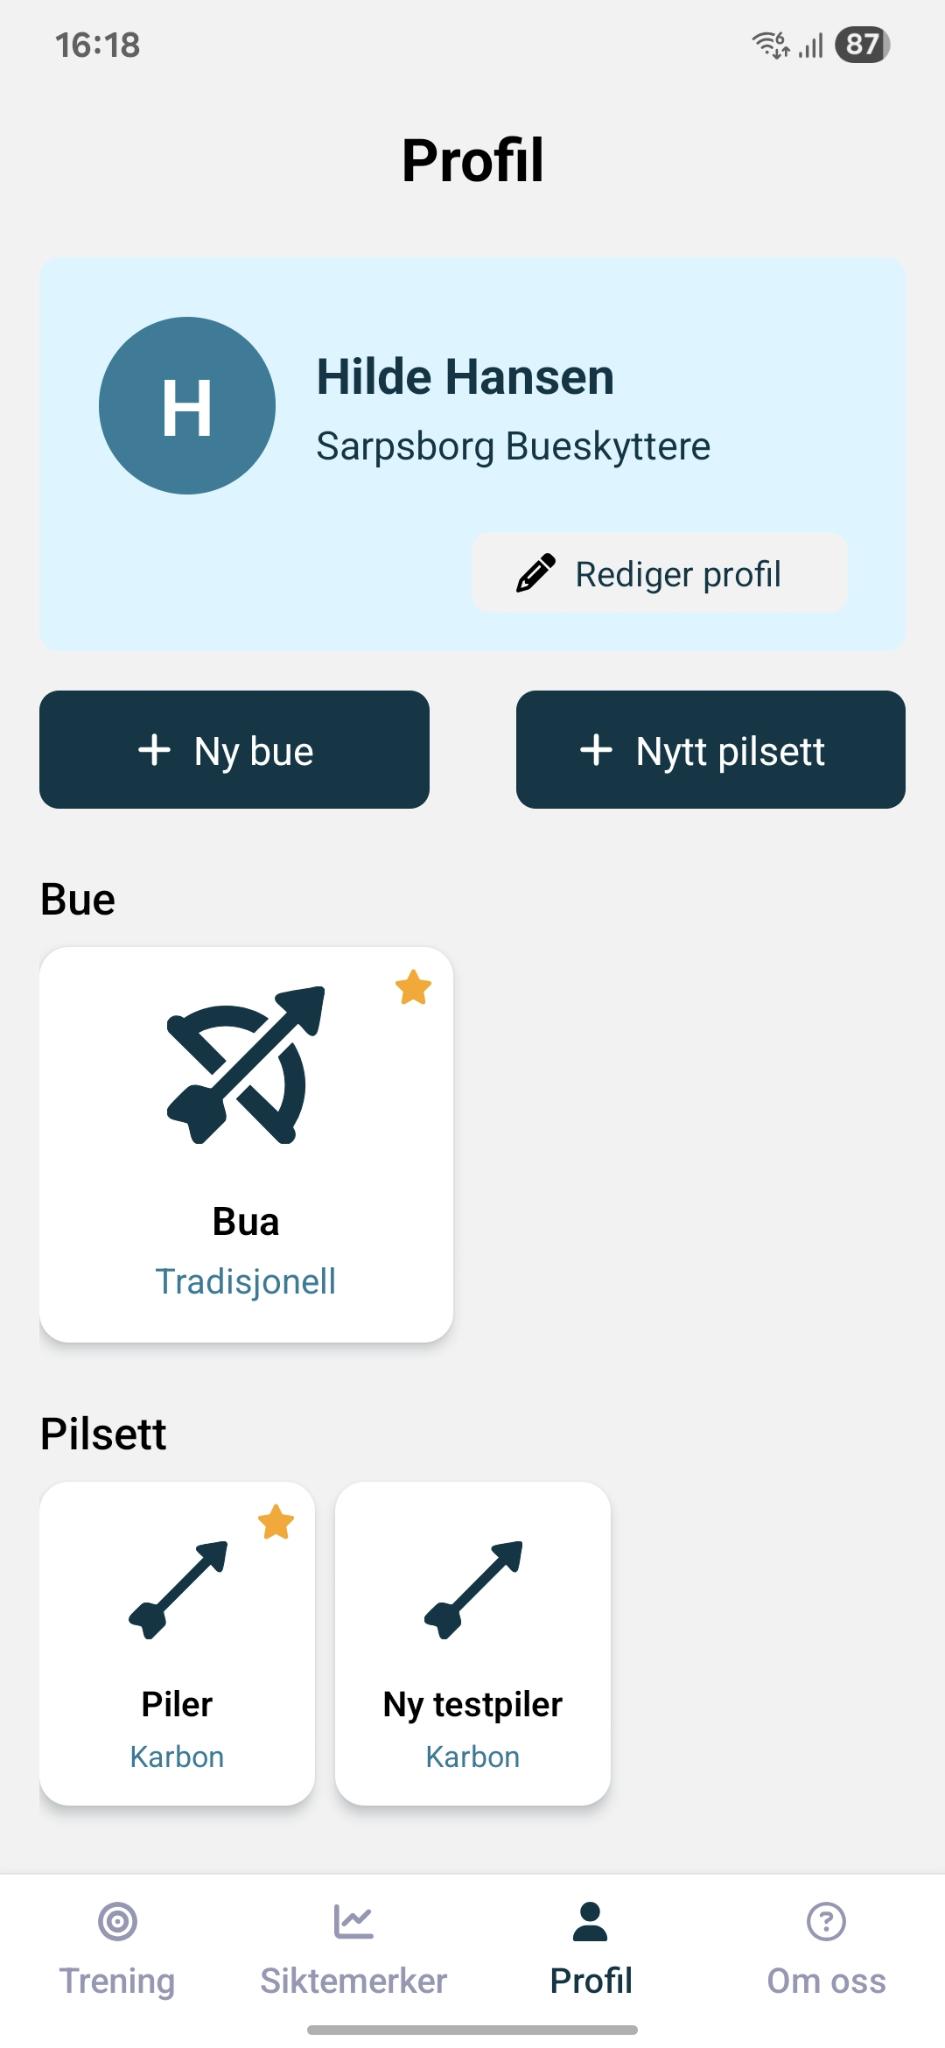 16:18
6
87
Profil
H
Hilde Hansen
Sarpsborg Bueskyttere
Rediger profil
+ Ny bue
+ Nytt pilsett
Bue
Bua
Tradisjonell
Pilsett
Piler
Ny testpiler
Karbon
Karbon
Trening
Siktemerker
Profil
Om oss